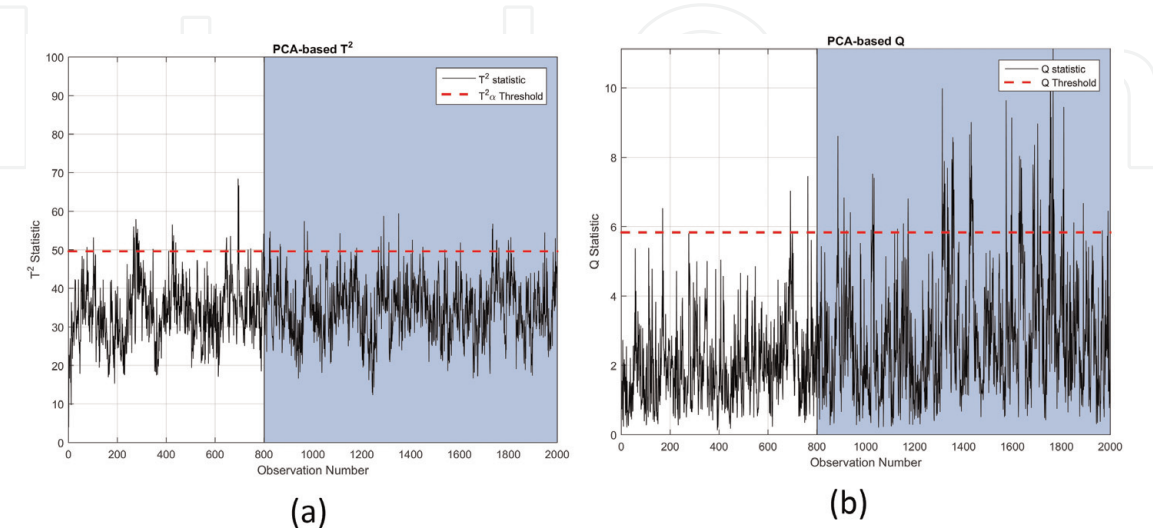 PCA-based T²
T² statistic
T²α Threshold
T² Statistic
100
90
80
70
60
50
40
30
20
10
0
0 200 400 600 800 1000 1200 1400 1600 1800 2000
Observation Number
(a)
PCA-based Q
Q statistic
Q Threshold
Q Statistic
10
8
6
4
2
0
0 200 400 600 800 1000 1200 1400 1600 1800 2000
Observation Number
(b)